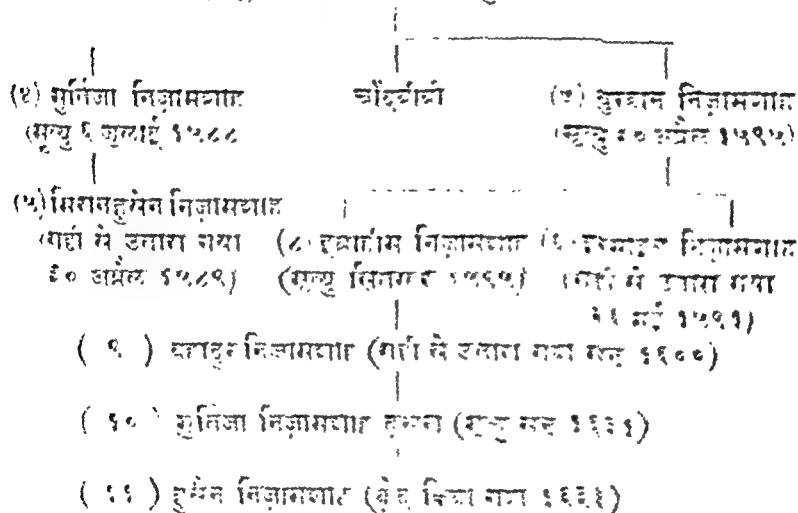 (४) मुर्तिजा निज़ामशाह चाँदबीबी (७) बुरहान निज़ामशाह
(मृत्यु ६ जुलाई १५८८ (मृत्यु ३० अप्रैल १५९५)
(५) मिरानहुसेन निज़ामशाह
(गद्दी से उतारा गया (८) इब्राहीम निज़ामशाह (६) इस्माइल निज़ामशाह
३० अप्रैल १५८९) (मृत्यु सितम्बर १५९५) (गद्दी से उतारा गया
२६ मई १५९१)
( ९ ) बहादुर निज़ामशाह (गद्दी से उतारा गया सन् १६००)
( १० ) मुर्तिजा निज़ामशाह दूसरा (मृत्यु सन् १६३१)
( ११ ) हुसेन निज़ामशाह (क़ैद किया गया १६३३)